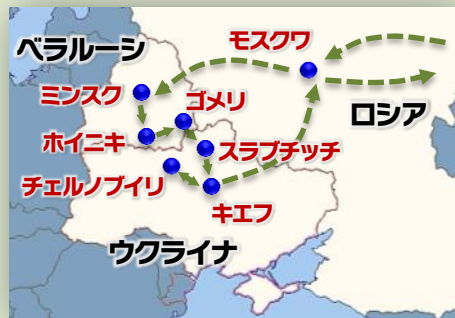 ベラルーシ
モスクワ
ミンスク
ゴメリ
ロシア
ホイニキ
スラブチッチ
チェルノブイリ
キエフ
ウクライナ